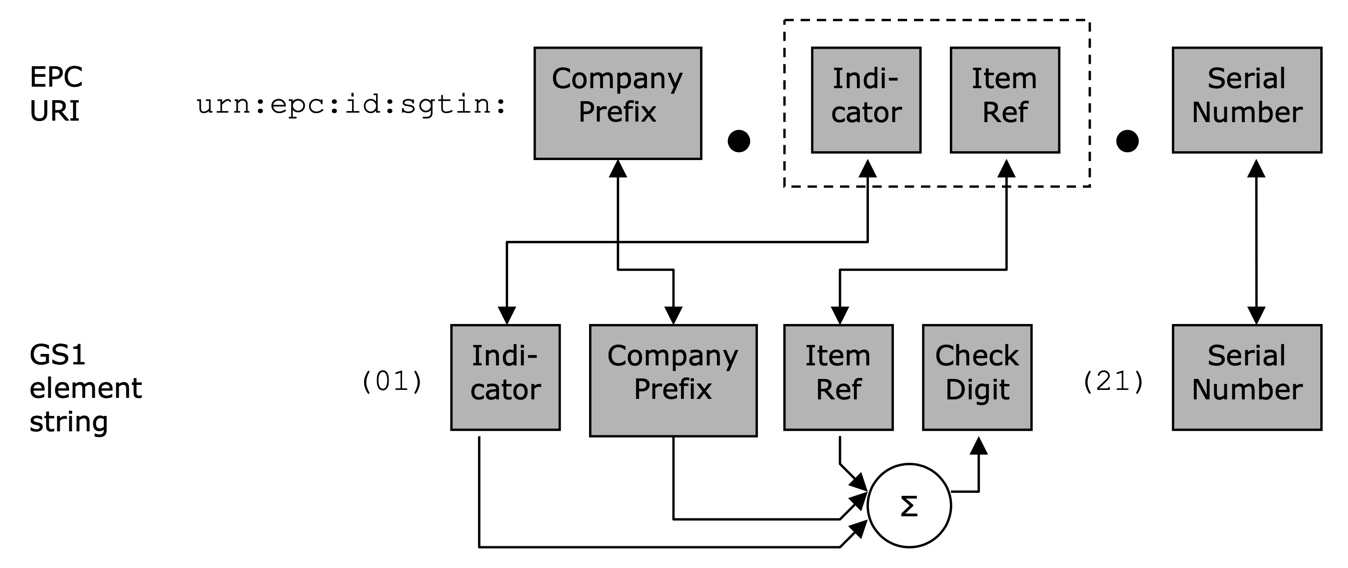 EPC
URI
urn:epc:id:sgtin:
Company
Prefix
Indi-
cator
Item
Ref
Serial
Number
GS1
element
string
(01)
Indi-
cator
Company
Prefix
Item
Ref
Check
Digit
(21)
Serial
Number
Σ